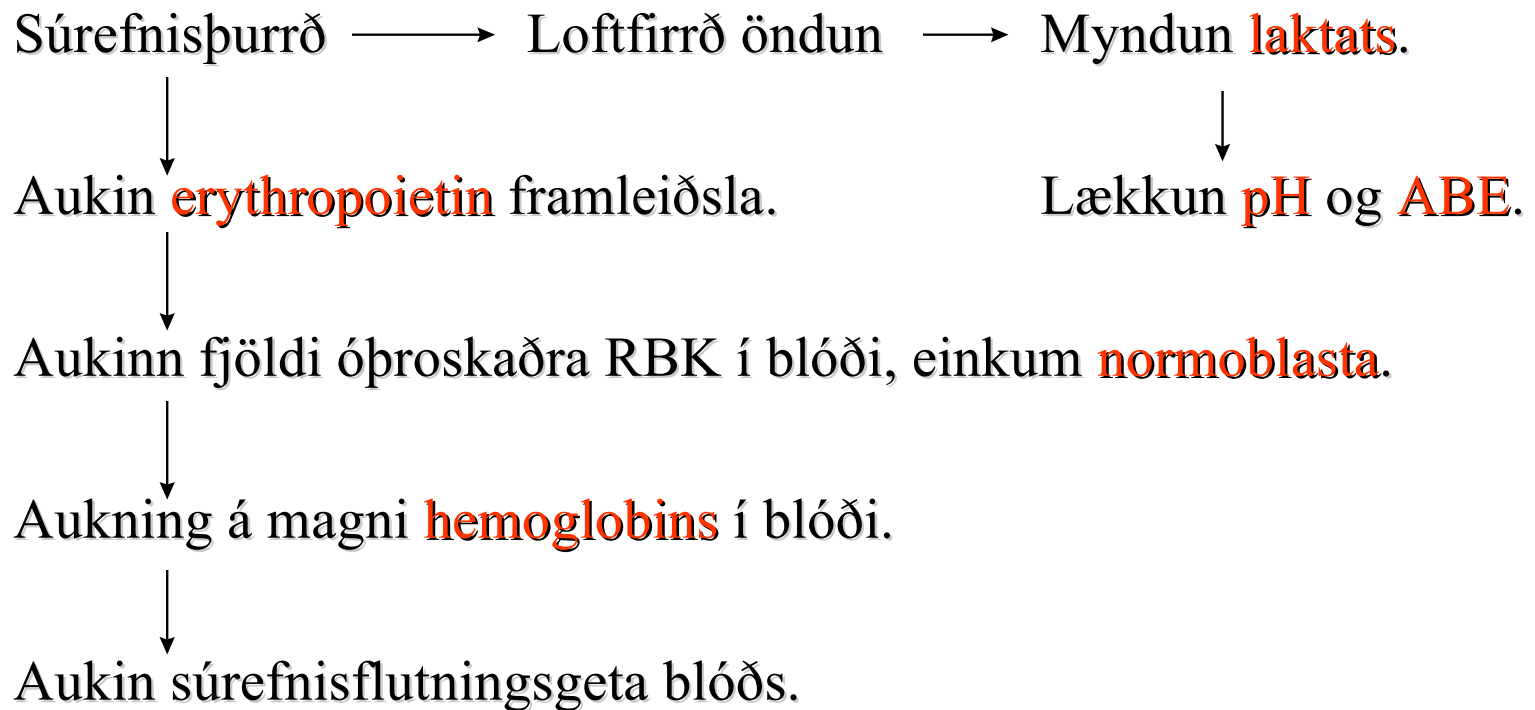 Súrefnisþurrð Loftfirrð öndun Myndun laktats.
Aukin erythropoietin framleiðsla. Lækkun pH og ABE.
Aukinn fjöldi óþroskaðra RBK í blóði, einkum normoblasta.
Aukning á magni hemoglobins í blóði.
Aukin súrefnisflutningsgeta blóðs.